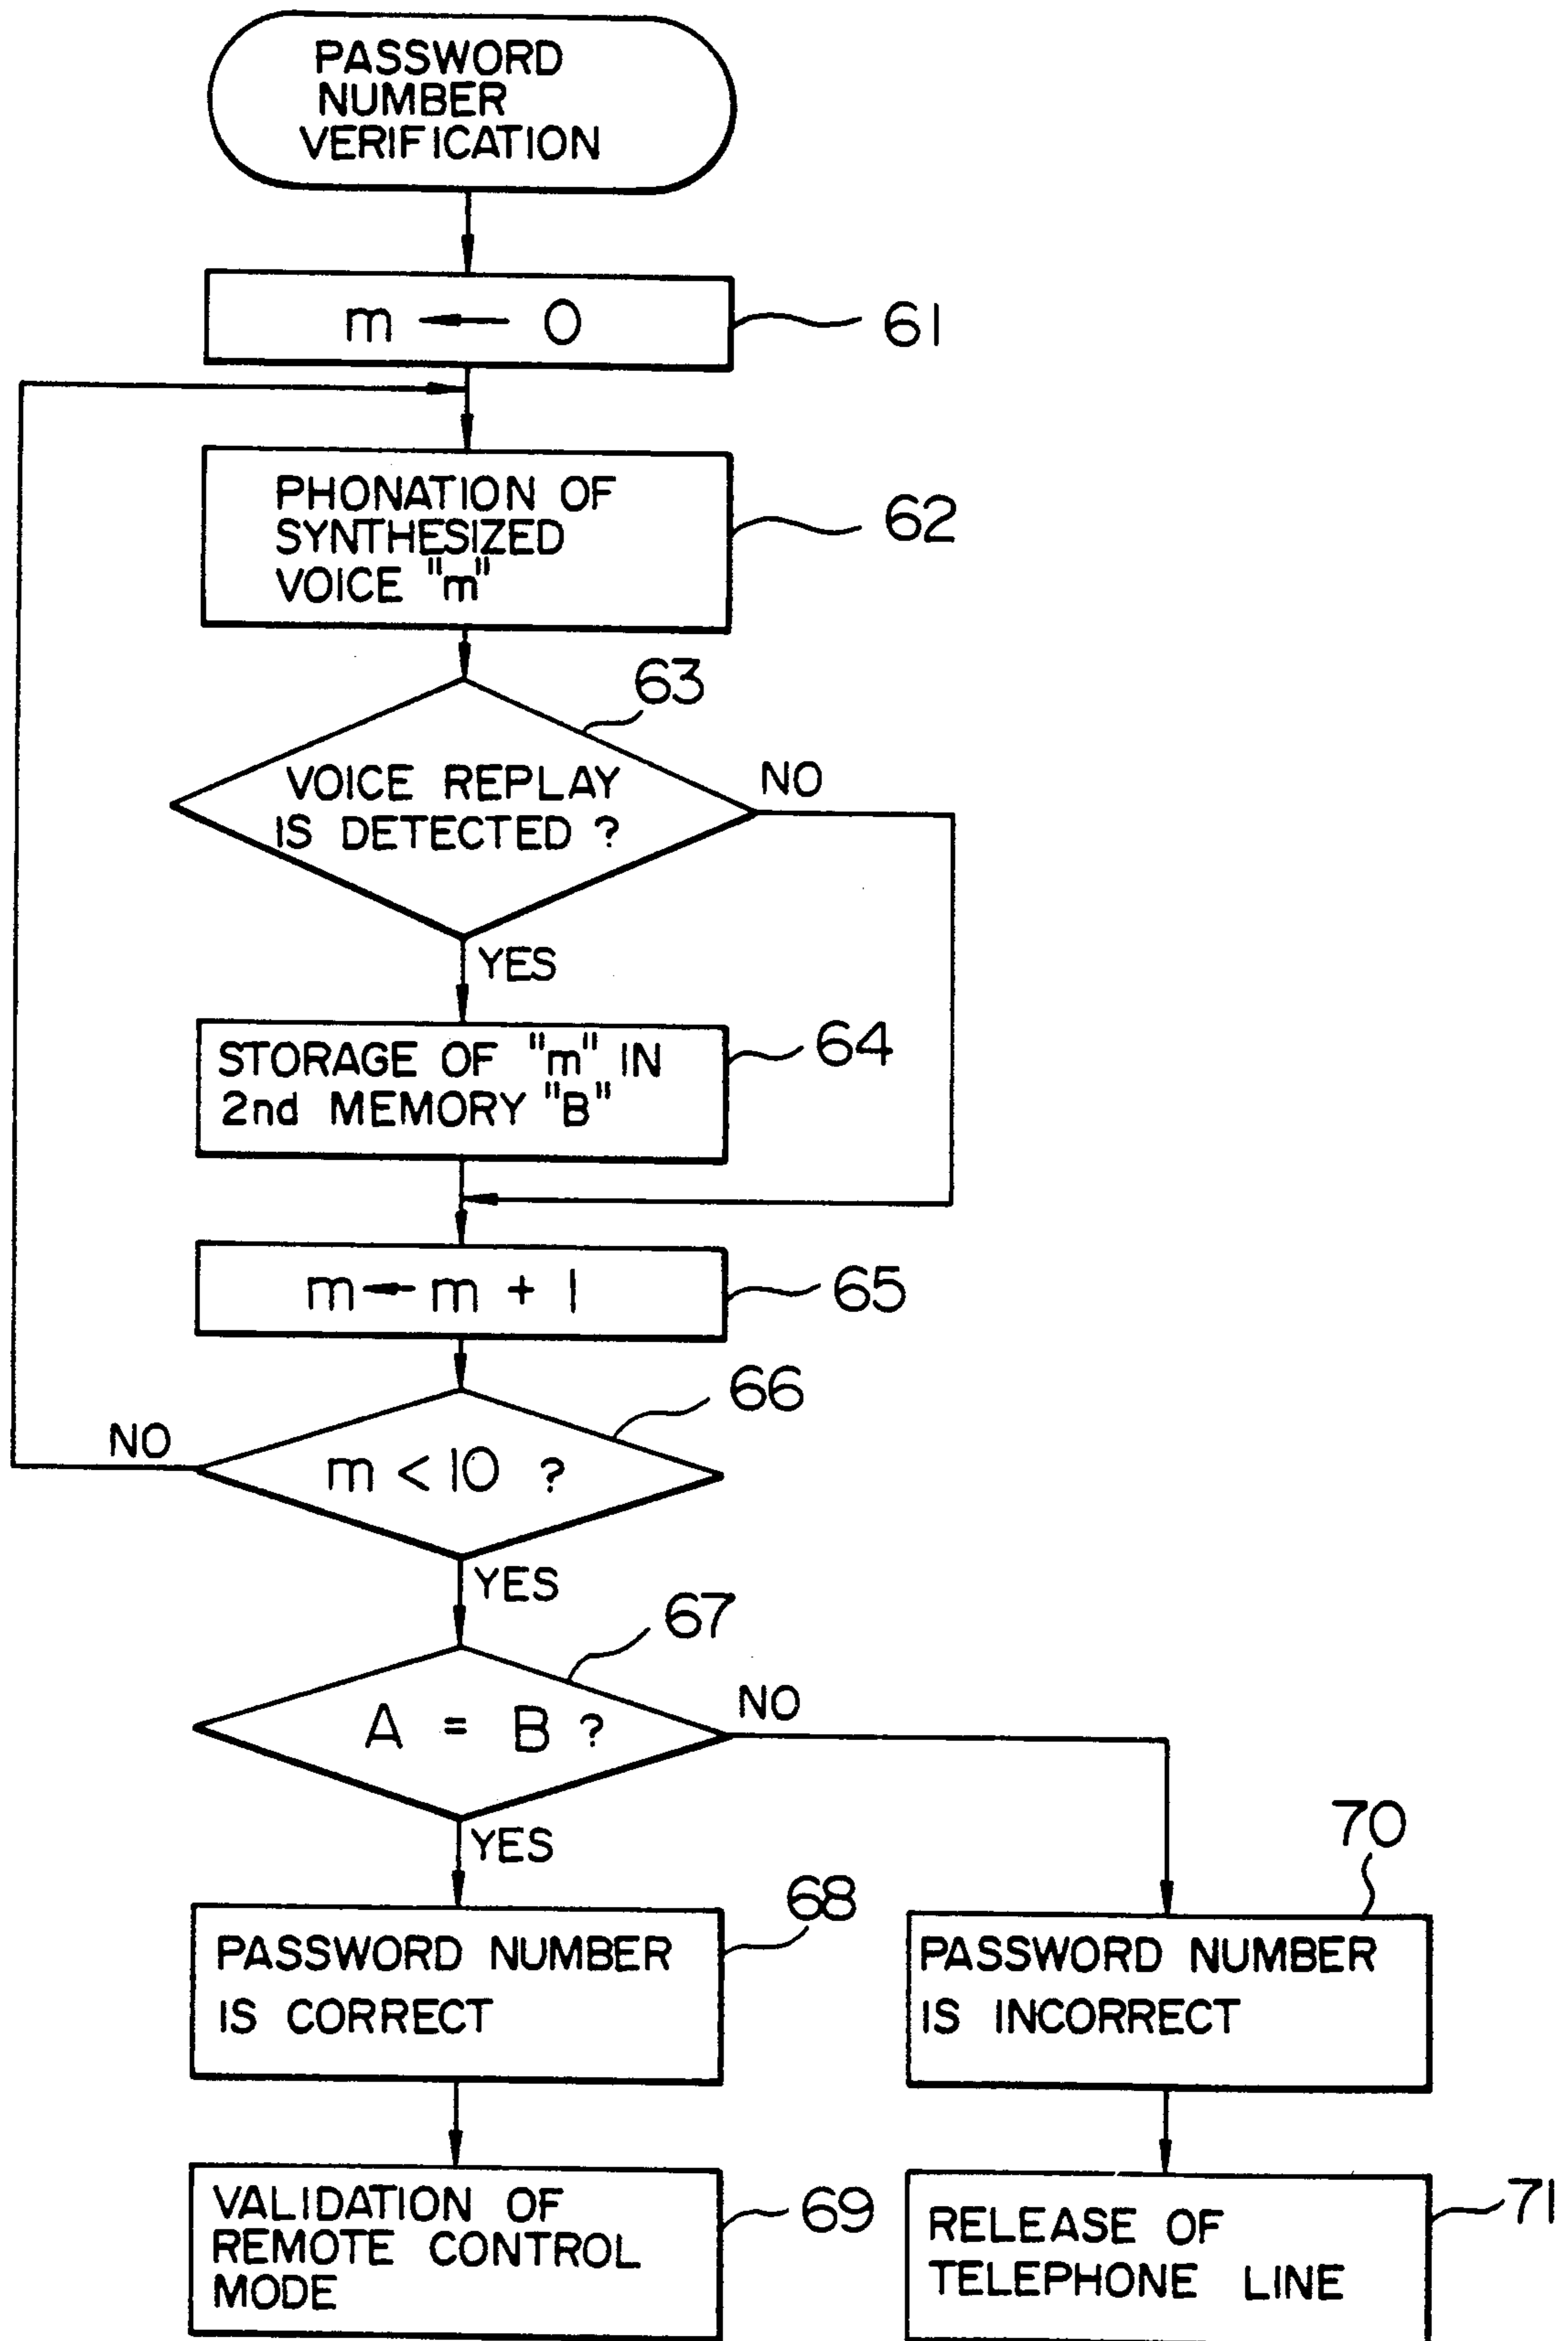 PASSWORD
NUMBER
VERIFICATION
m ← 0
61
PHONATION OF
SYNTHESIZED
VOICE "m"
62
63
VOICE REPLAY
IS DETECTED ?
NO
YES
STORAGE OF "m" IN
2nd MEMORY "B"
64
m ← m + 1
65
66
m < 10 ?
NO
YES
67
A = B ?
NO
YES
68
PASSWORD NUMBER
IS CORRECT
70
PASSWORD NUMBER
IS INCORRECT
VALIDATION OF
REMOTE CONTROL
MODE
69
RELEASE OF
TELEPHONE LINE
71